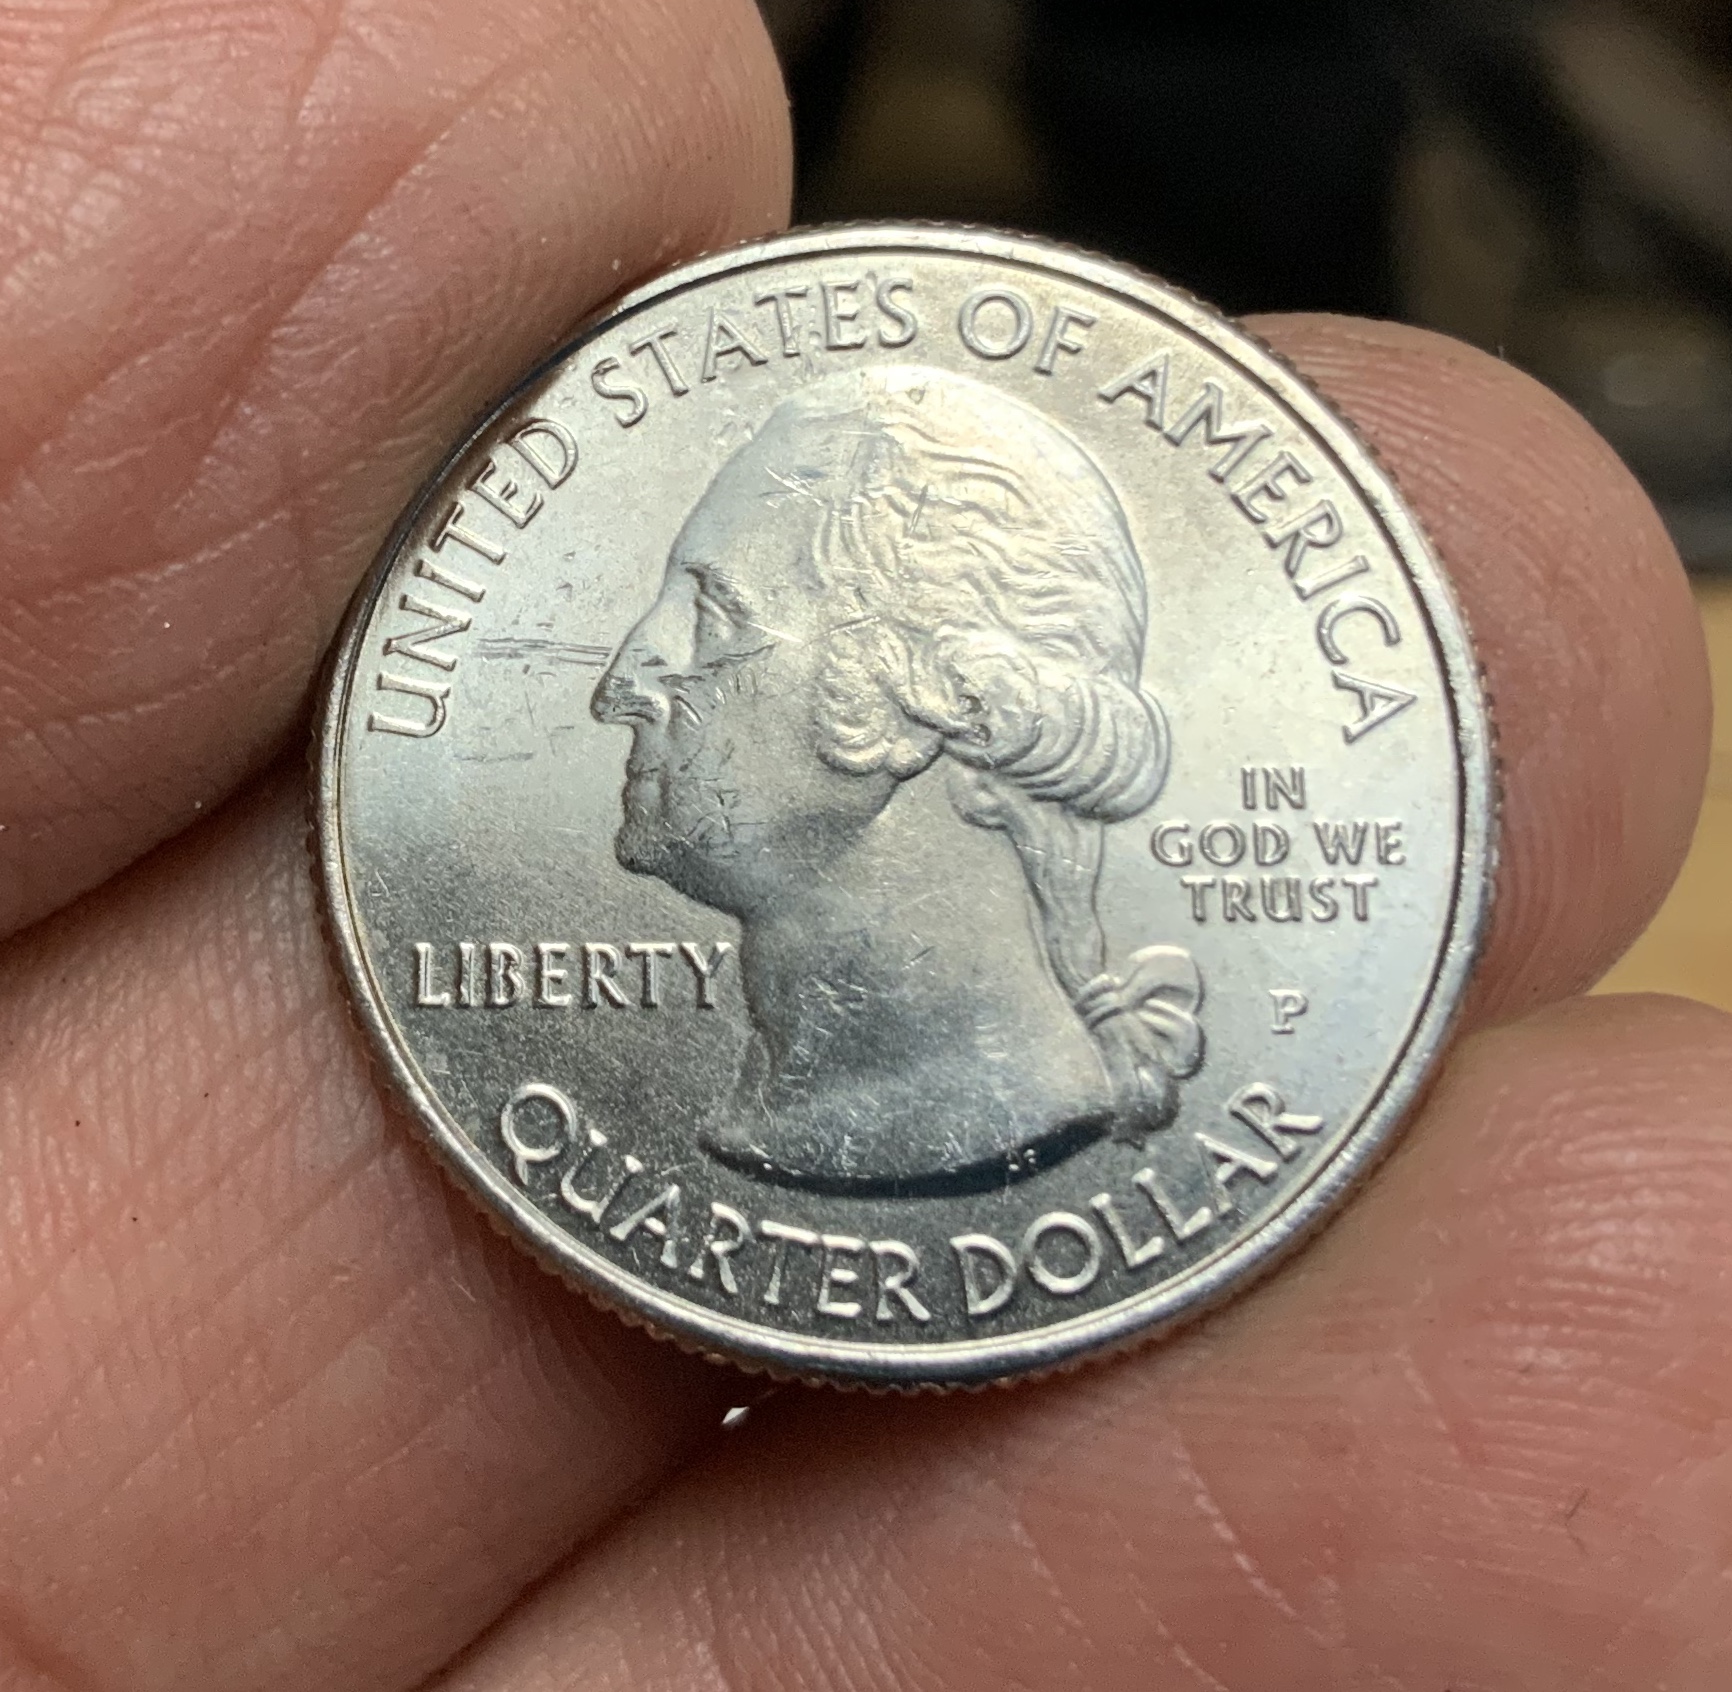 UNITED STATES OF AMERICA
LIBERTY
IN
GOD WE
TRUST
P
QUARTER DOLLAR